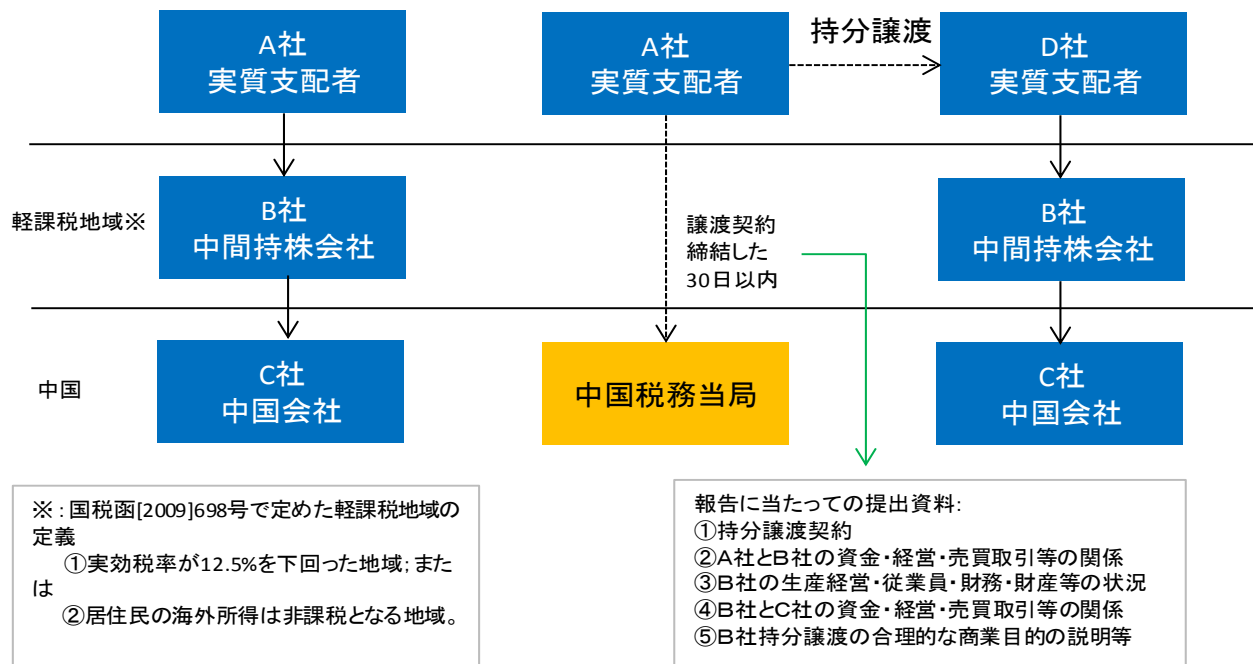 A社
実質支配者
A社
実質支配者
持分譲渡
D社
実質支配者
軽課税地域※
B社
中間持株会社
譲渡契約
締結した
30日以内
B社
中間持株会社
中国
C社
中国会社
中国税務当局
C社
中国会社
※：国税函[2009]698号で定めた軽課税地域の
定義
①実効税率が12.5%を下回った地域；また
は
②居住民の海外所得は非課税となる地域。
報告に当たっての提出資料：
①持分譲渡契約
②A社とB社の資金・経営・売買取引等の関係
③B社の生産経営・従業員・財務・財産等の状況
④B社とC社の資金・経営・売買取引等の関係
⑤B社持分譲渡の合理的な商業目的の説明等